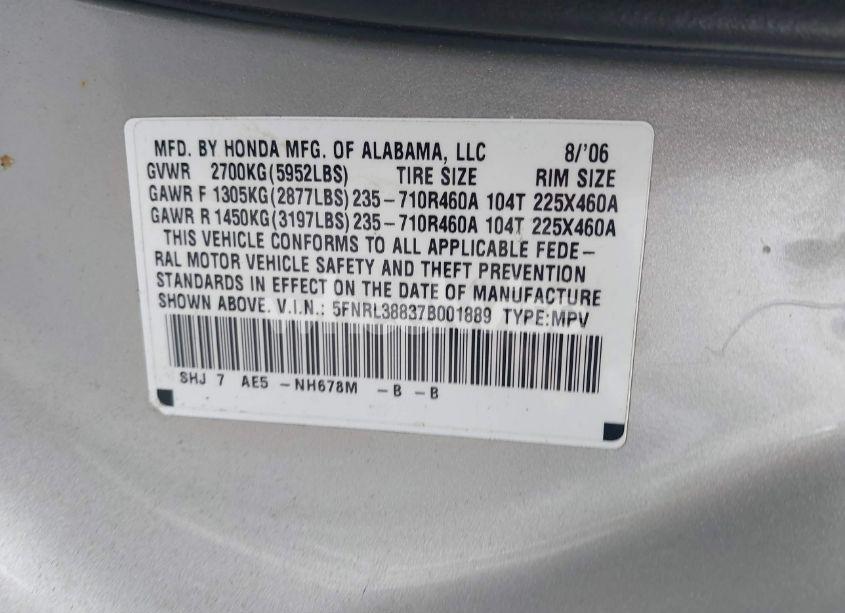 MFD. BY HONDA MFG. OF ALABAMA, LLC 8/'06
GVWR 2700KG(5952LBS) TIRE SIZE RIM SIZE
GAWR F 1305KG(2877LBS) 235-710R460A 104T 225X460A
GAWR R 1450KG(3197LBS) 235-710R460A 104T 225X460A
THIS VEHICLE CONFORMS TO ALL APPLICABLE FEDE-
RAL MOTOR VEHICLE SAFETY AND THEFT PREVENTION
STANDARDS IN EFFECT ON THE DATE OF MANUFACTURE
SHOWN ABOVE. V.I.N.: 5FNRL38837B001889 TYPE:MPV
SHJ 7 AE5 -NH678M -B -B